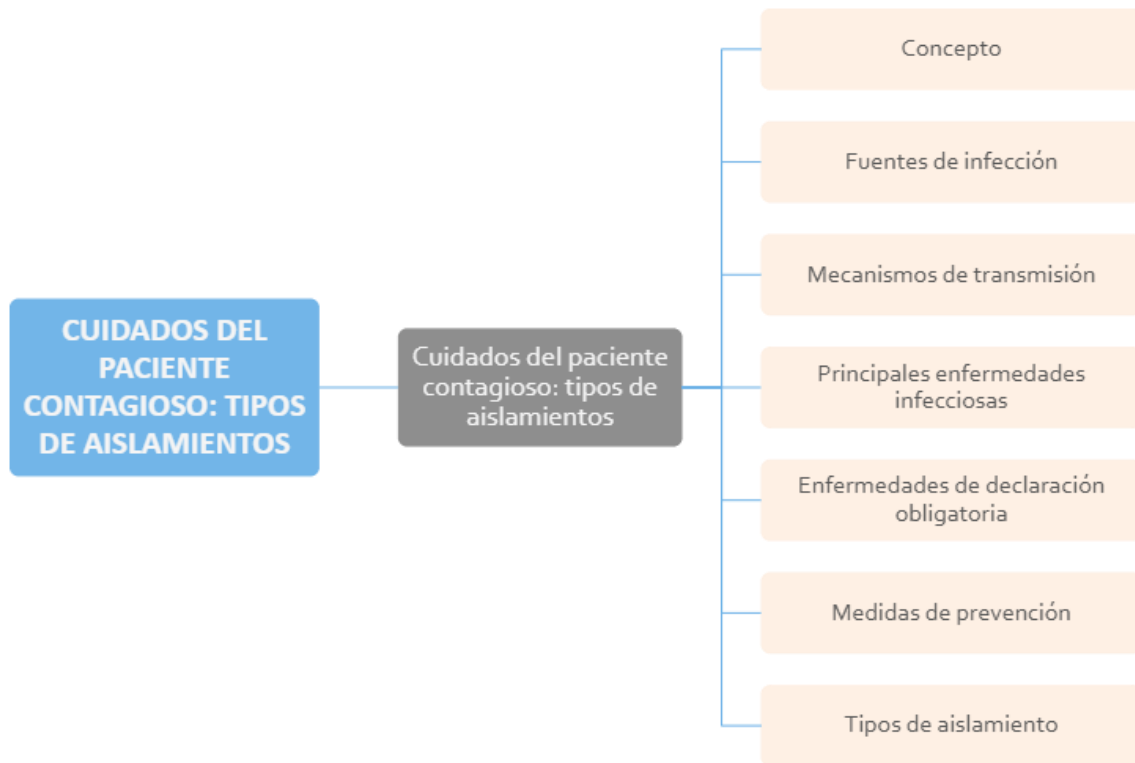 CUIDADOS DEL
PACIENTE
CONTAGIOSO: TIPOS
DE AISLAMIENTOS
Cuidados del paciente
contagioso: tipos de
aislamientos
Concepto
Fuentes de infección
Mecanismos de transmisión
Principales enfermedades
infecciosas
Enfermedades de declaración
obligatoria
Medidas de prevención
Tipos de aislamiento